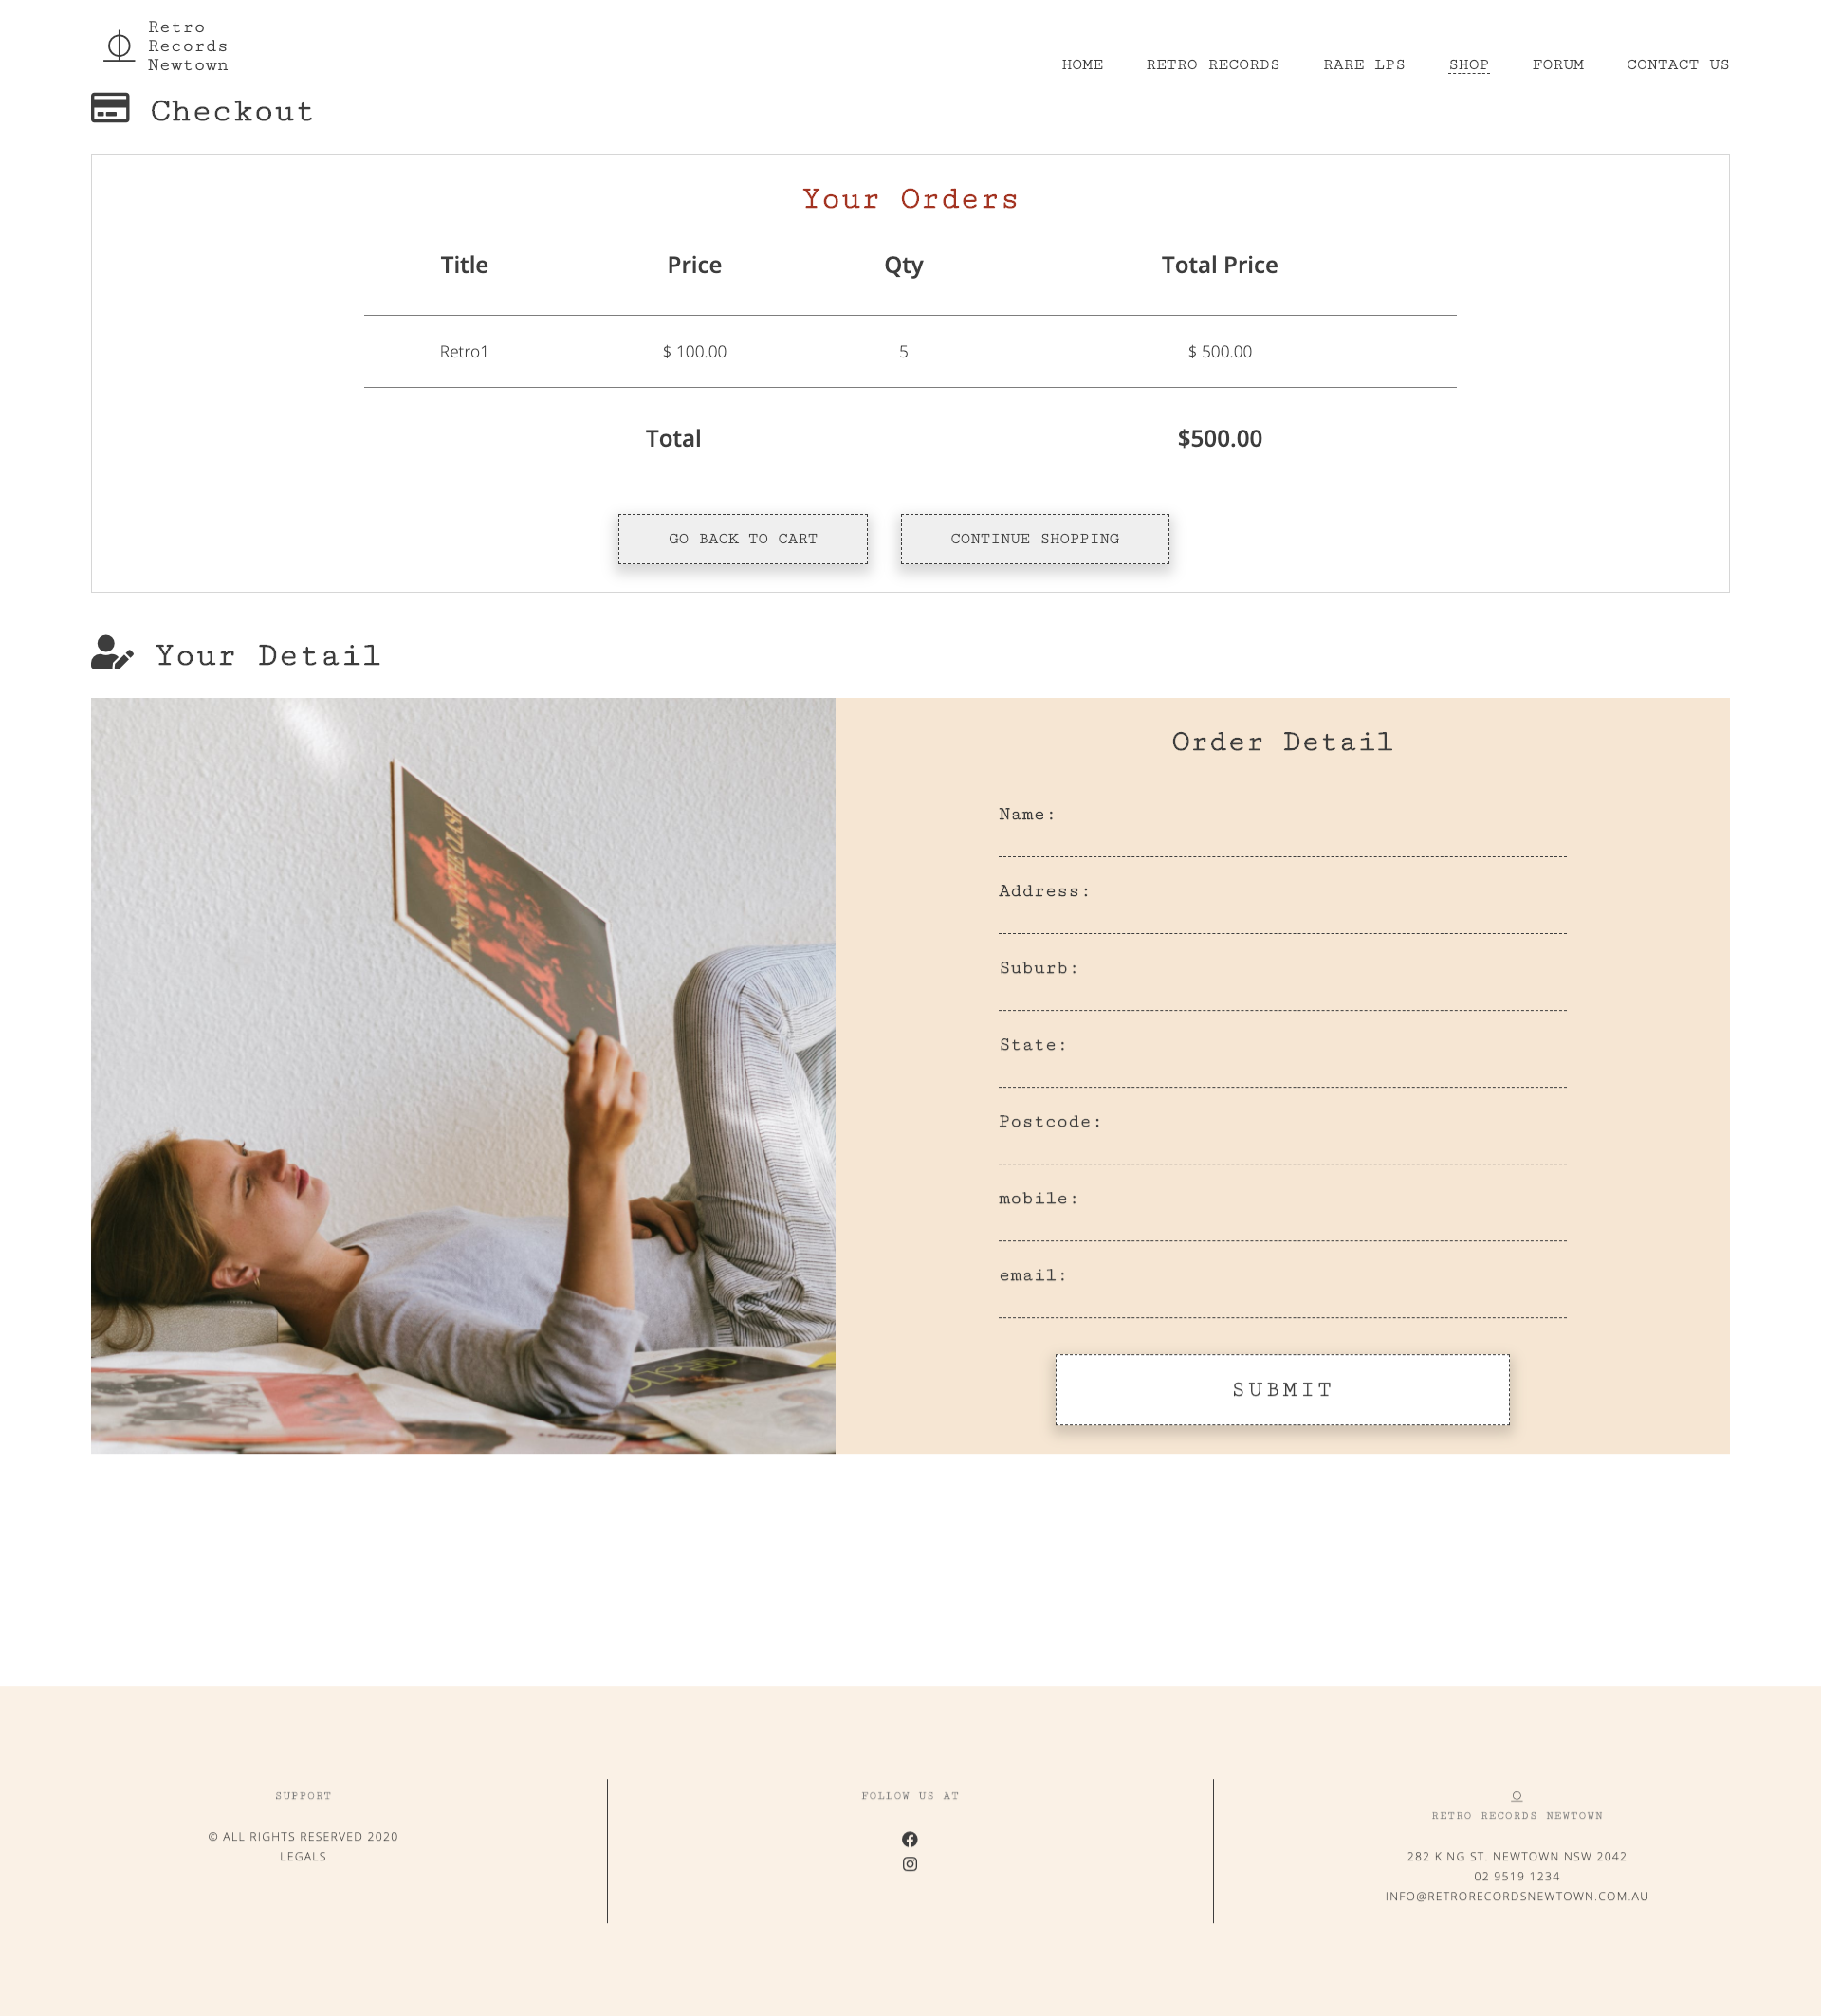 Retro
Records
Newtown
HOME RETRO RECORDS RARE LPS SHOP FORUM CONTACT US
Checkout
Your Orders
Title Price Qty Total Price
Retro1 $ 100.00 5 $ 500.00
Total $500.00
GO BACK TO CART CONTINUE SHOPPING
Your Detail
THE CLASH
Order Detail
Name:
Address:
Suburb:
State:
Postcode:
mobile:
email:
SUBMIT
SUPPORT
© ALL RIGHTS RESERVED 2020
LEGALS
FOLLOW US AT
RETRO RECORDS NEWTOWN
282 KING ST. NEWTOWN NSW 2042
02 9519 1234
INFO@RETRORECORDSNEWTOWN.COM.AU